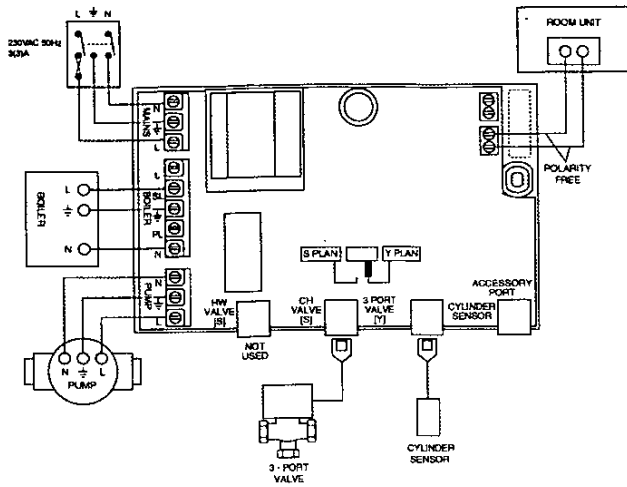 L ⏚ N
230VAC 50Hz
3(3)A
ROOM UNIT
N
MAINS
L
POLARITY
FREE
L
SL
BOILER
PL
N
L
BOILER
N
S PLAN
Y PLAN
N
PUMP
L
HW
VALVE
[S]
CH
VALVE
[S]
3 PORT
VALVE
[Y]
CYLINDER
SENSOR
ACCESSORY
PORT
NOT
USED
N ⏚ L
PUMP
3 - PORT
VALVE
CYLINDER
SENSOR